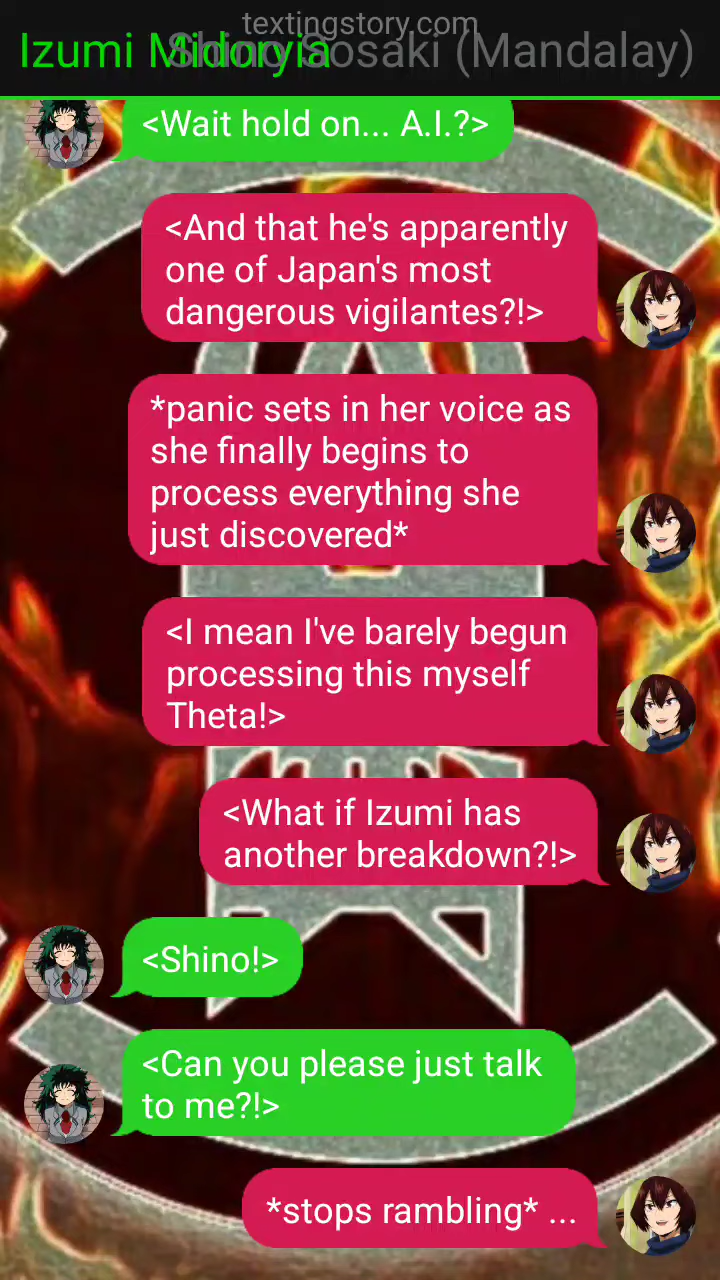 textingstory.com
Izumi Midoryia
Shino Sosaki (Mandalay)
<Wait hold on... A.I.?>
<And that he's apparently
one of Japan's most
dangerous vigilantes?!>
*panic sets in her voice as
she finally begins to
process everything she
just discovered*
<I mean I've barely begun
processing this myself
Theta!>
<What if Izumi has
another breakdown?!>
<Shino!>
<Can you please just talk
to me?!>
*stops rambling* ...